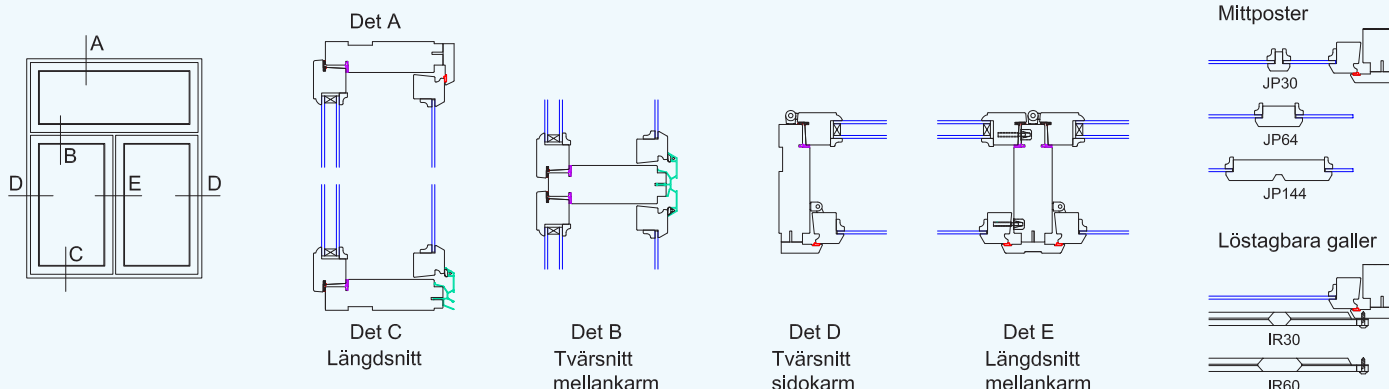 A
B
D
E
D
C
Det A
Det C
Längdsnitt
Det B
Tvärsnitt
mellankarm
Det D
Tvärsnitt
sidokarm
Det E
Längdsnitt
mellankarm
Mittposter
JP30
JP64
JP144
Löstagbara galler
IR30
IR60